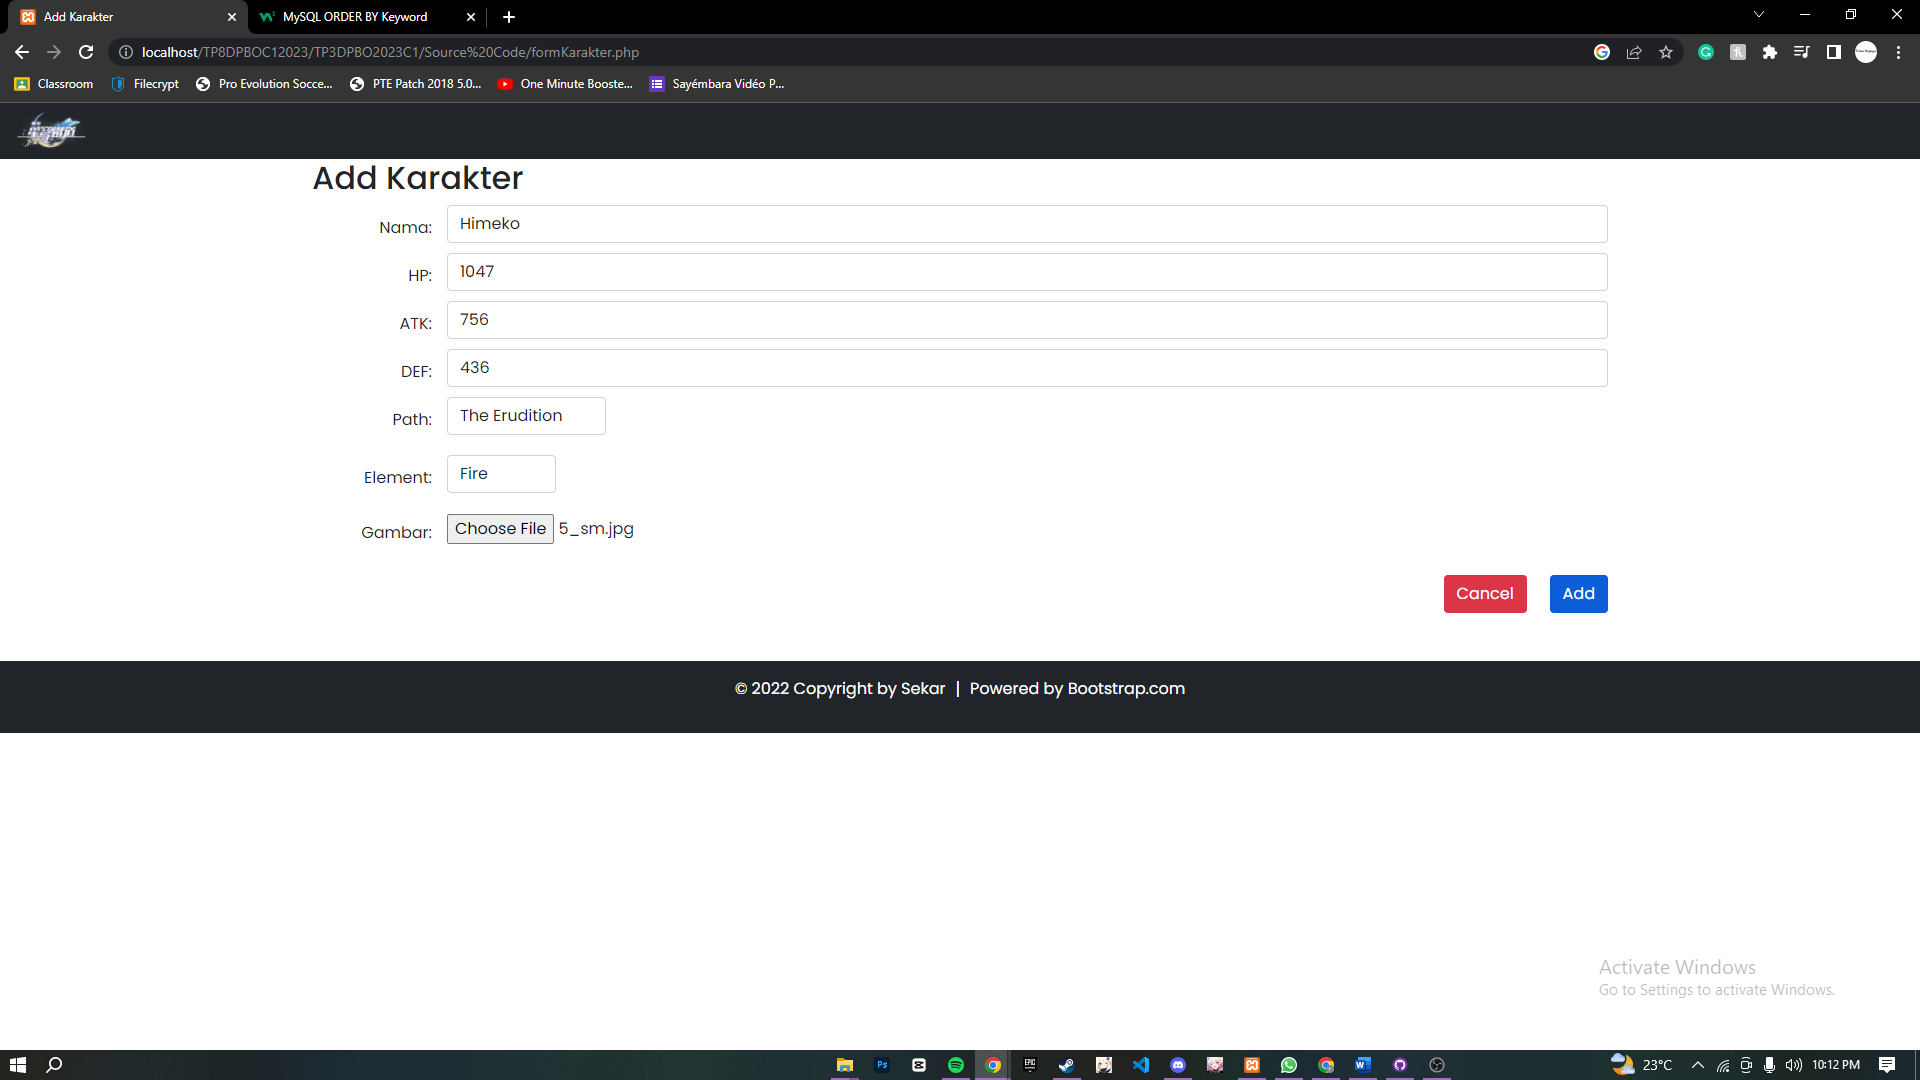 Add Karakter
MySQL ORDER BY Keyword
localhost/TP8DPBOC12023/TP3DPBO2023C1/Source%20Code/formKarakter.php
Classroom
Filecrypt
Pro Evolution Socce...
PTE Patch 2018 5.0...
One Minute Booste...
Sayémbara Vidéo P...
Add Karakter
Nama:
Himeko
HP:
1047
ATK:
756
DEF:
436
Path:
The Erudition
Element:
Fire
Gambar:
Choose File 5_sm.jpg
Cancel
Add
© 2022 Copyright by Sekar | Powered by Bootstrap.com
Activate Windows
Go to Settings to activate Windows.
Ps
EPIC
W
23°C
10:12 PM